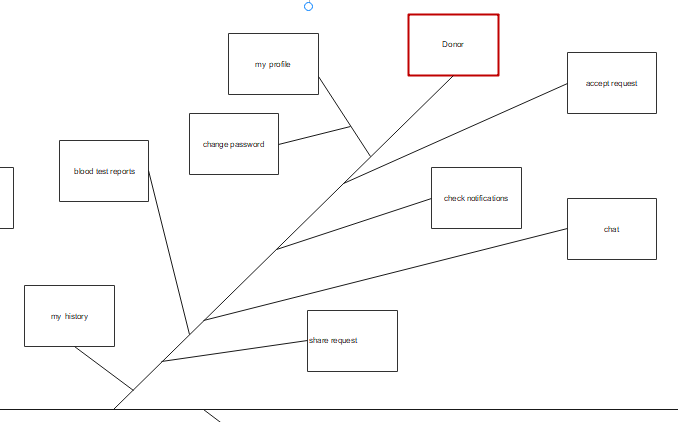 Donor
my profile
accept request
change password
blood test reports
check notifications
chat
my history
share request